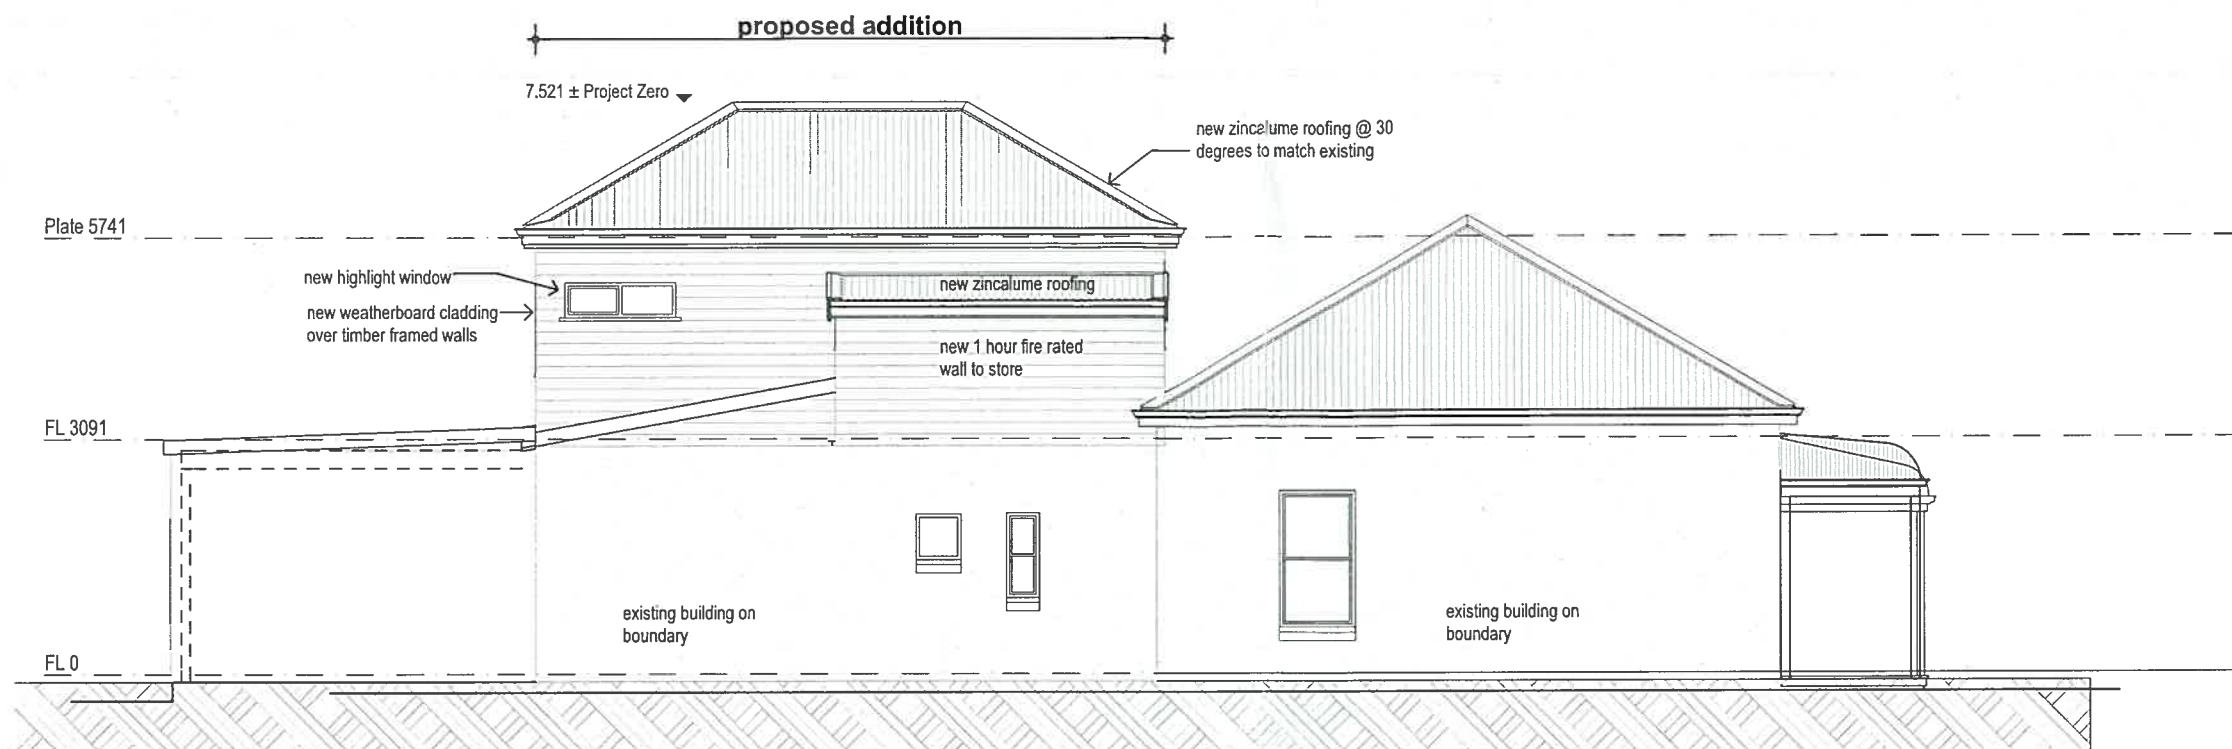 proposed addition
7.521 ± Project Zero
new zincalume roofing @ 30
degrees to match existing
Plate 5741
new highlight window
new zincalume roofing
new weatherboard cladding
over timber framed walls
new 1 hour fire rated
wall to store
FL 3091
existing building on
boundary
existing building on
boundary
FL 0